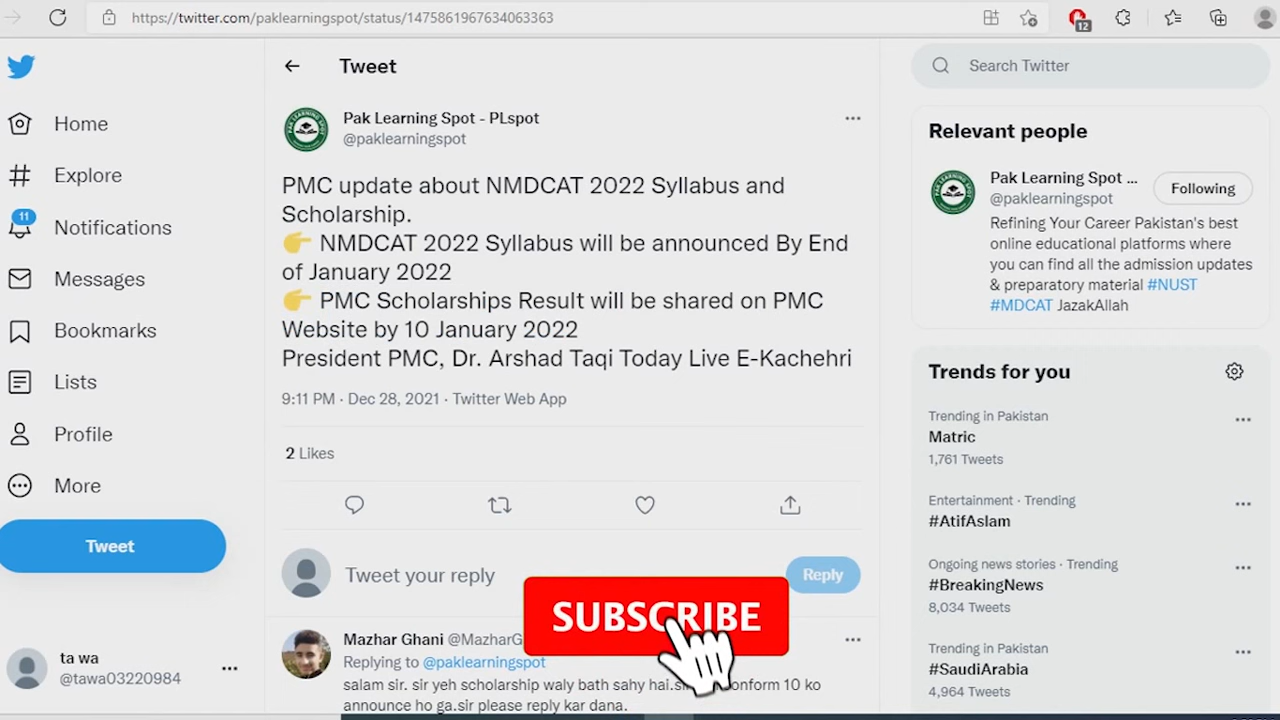 https://twitter.com/paklearningspot/status/1475861967634063363
12
Home
Explore
11
Notifications
Messages
Bookmarks
Lists
Profile
More
Tweet
ta wa
@tawa03220984
Tweet
Pak Learning Spot - PLspot
@paklearningspot
PMC update about NMDCAT 2022 Syllabus and
Scholarship.
👉 NMDCAT 2022 Syllabus will be announced By End
of January 2022
👉 PMC Scholarships Result will be shared on PMC
Website by 10 January 2022
President PMC, Dr. Arshad Taqi Today Live E-Kachehri
9:11 PM · Dec 28, 2021 · Twitter Web App
2 Likes
Tweet your reply
Reply
SUBSCRIBE
Mazhar Ghani
Replying to @paklearningspot
salam sir. sir yeh scholarship waly bath sahy hai. 10 ko
announce ho ga.sir please reply kar dana.
Search Twitter
Relevant people
Pak Learning Spot ...
@paklearningspot
Following
Refining Your Career Pakistan's best
online educational platforms where
you can find all the admission updates
& preparatory material #NUST
#MDCAT JazakAllah
Trends for you
Trending in Pakistan
Matric
1,761 Tweets
Entertainment · Trending
#AtifAslam
Ongoing news stories · Trending
#BreakingNews
8,034 Tweets
Trending in Pakistan
#SaudiArabia
4,964 Tweets